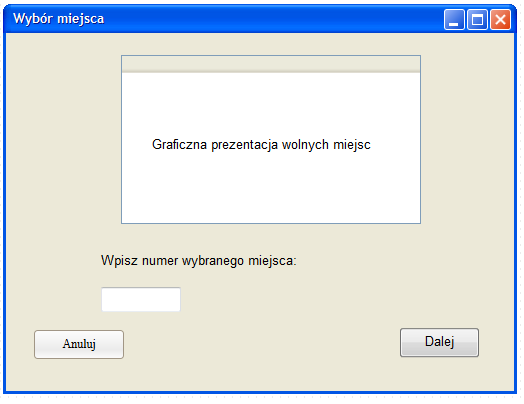 Wybór miejsca
Graficzna prezentacja wolnych miejsc
Wpisz numer wybranego miejsca:
Anuluj
Dalej